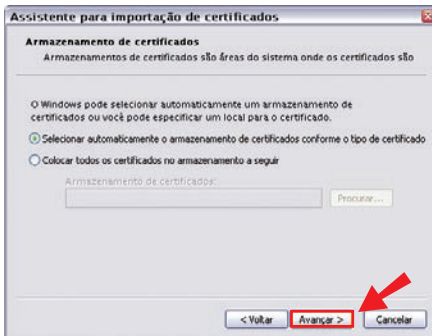 Assistente para importação de certificados
Armazenamento de certificados
Armazenamentos de certificados são áreas do sistema onde os certificados são
O Windows pode selecionar automaticamente um armazenamento de
certificados ou você pode especificar um local para o certificado.
Selecionar automaticamente o armazenamento de certificados conforme o tipo de certificado
Colocar todos os certificados no armazenamento a seguir
Armazenamento de certificados:
Procurar...
< Voltar Avançar > Cancelar